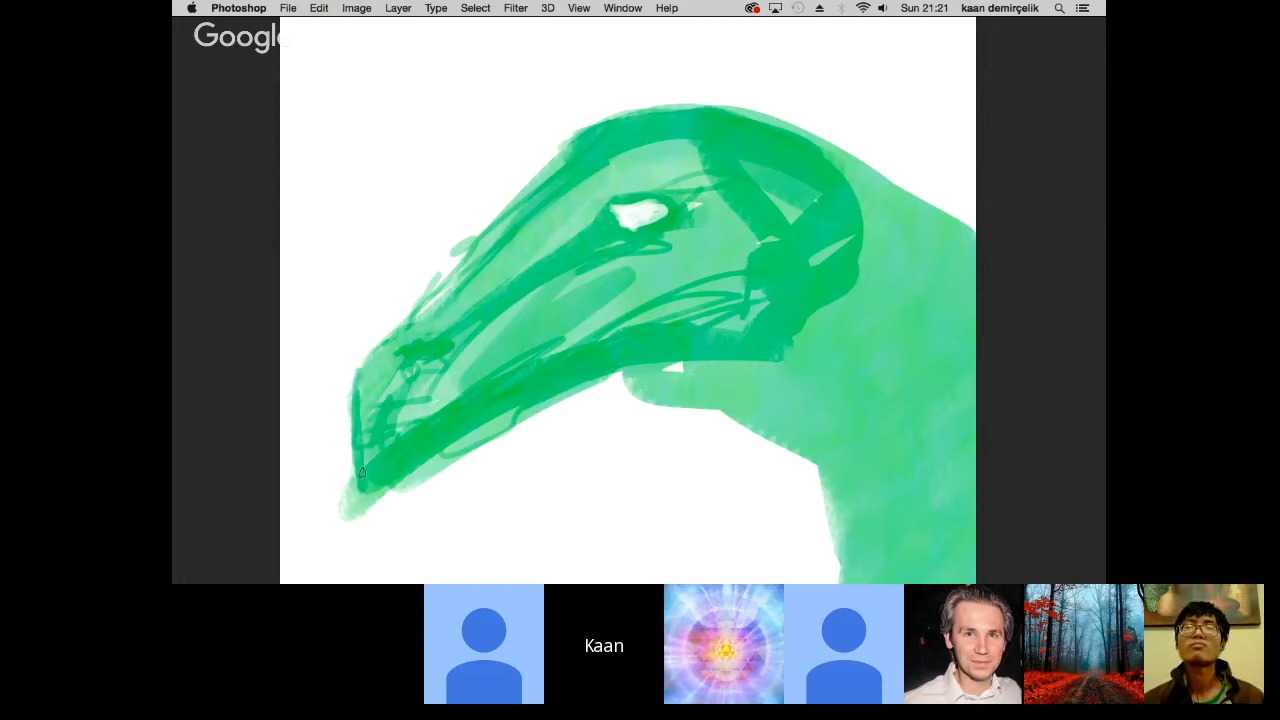 Photoshop File Edit Image Layer Type Select Filter 3D View Window Help Sun 21:21 kaan demirçelik
Google
Kaan